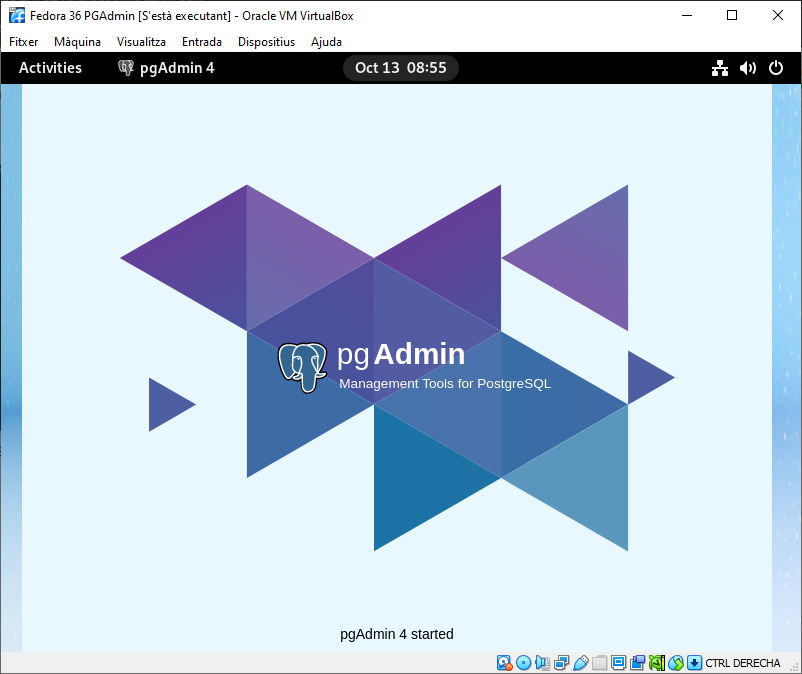 Fedora 36 PGAdmin [S'està executant] - Oracle VM VirtualBox
Fitxer Màquina Visualitza Entrada Dispositius Ajuda
Activities pgAdmin 4 Oct 13 08:55
pgAdmin
Management Tools for PostgreSQL
pgAdmin 4 started
CTRL DERECHA